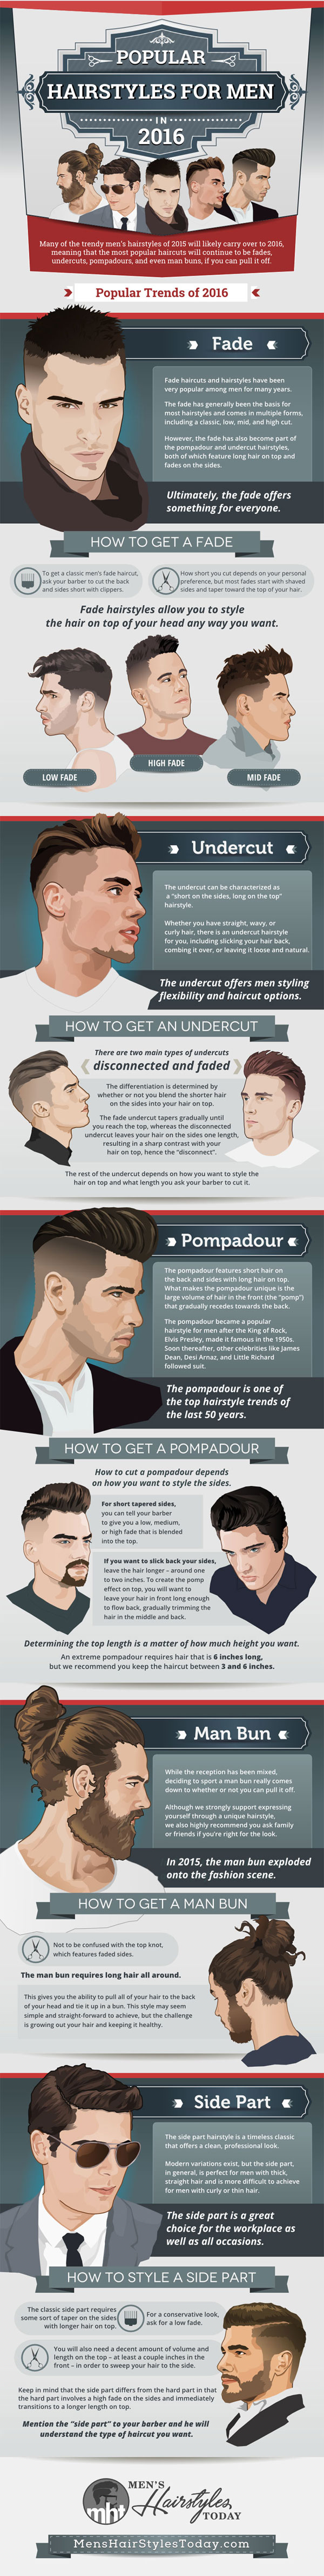 POPULAR
HAIRSTYLES FOR MEN
IN
2016
Many of the trendy men's hairstyles of 2015 will likely carry over to 2016,
meaning that the most popular haircuts will continue to be fades,
undercuts, pompadours, and even man buns, if you can pull it off.
Popular Trends of 2016
Fade
Fade haircuts and hairstyles have been
very popular among men for many years.
The fade has generally been the basis for
most hairstyles and comes in multiple forms,
including a classic, low, mid, and high cut.
However, the fade has also become part of
the pompadour and undercut hairstyles,
both of which feature long hair on top and
fades on the sides.
Ultimately, the fade offers
something for everyone.
HOW TO GET A FADE
To get a classic men's fade haircut,
ask your barber to cut the back
and sides short with clippers.
How short you cut depends on your personal
preference, but most fades start with shaved
sides and taper toward the top of your hair.
Fade hairstyles allow you to style
the hair on top of your head any way you want.
LOW FADE
HIGH FADE
MID FADE
Undercut
The undercut can be characterized as
a "short on the sides, long on the top"
hairstyle.
Whether you have straight, wavy, or
curly hair, there is an undercut hairstyle
for you, including slicking your hair back,
combing it over, or leaving it loose and natural.
The undercut offers men styling
flexibility and haircut options.
HOW TO GET AN UNDERCUT
There are two main types of undercuts
disconnected and faded
The differentiation is determined by
whether or not you blend the shorter hair
on the sides into your hair on top.
The fade undercut tapers gradually until
you reach the top, whereas the disconnected
undercut leaves your hair on the sides one length,
resulting in a sharp contrast with your
hair on top, hence the "disconnect".
The rest of the undercut depends on how you want to style the
hair on top and what length you ask your barber to cut it.
Pompadour
The pompadour features short hair on
the back and sides with long hair on top.
What makes the pompadour unique is the
large volume of hair in the front (the "pomp")
that gradually recedes towards the back.
The pompadour became a popular
hairstyle for men after the King of Rock,
Elvis Presley, made it famous in the 1950s.
Soon thereafter, other celebrities like James
Dean, Desi Arnaz, and Little Richard
followed suit.
The pompadour is one of
the top hairstyle trends of
the last 50 years.
HOW TO GET A POMPADOUR
How to cut a pompadour depends
on how you want to style the sides.
For short tapered sides,
you can tell your barber
to give you a low, medium,
or high fade that is blended
into the top.
If you want to slick back your sides,
leave the hair longer – around one
to two inches. To create the pomp
effect on top, you will want to
leave your hair in front long enough
to flow back, gradually trimming the
hair in the middle and back.
Determining the top length is a matter of how much height you want.
An extreme pompadour requires hair that is 6 inches long,
but we recommend you keep the haircut between 3 and 6 inches.
Man Bun
While the reception has been mixed,
deciding to sport a man bun really comes
down to whether or not you can pull it off.
Although we strongly support expressing
yourself through a unique hairstyle,
we also highly recommend you ask family
or friends if you're right for the look.
In 2015, the man bun exploded
onto the fashion scene.
HOW TO GET A MAN BUN
Not to be confused with the top knot,
which features faded sides.
The man bun requires long hair all around.
This gives you the ability to pull all of your hair to the back
of your head and tie it up in a bun. This style may seem
simple and straight-forward to achieve, but the challenge
is growing out your hair and keeping it healthy.
Side Part
The side part hairstyle is a timeless classic
that offers a clean, professional look.
Modern variations exist, but the side part,
in general, is perfect for men with thick,
straight hair and is more difficult to achieve
for men with curly or thin hair.
The side part is a great
choice for the workplace as
well as all occasions.
HOW TO STYLE A SIDE PART
The classic side part requires
some sort of taper on the sides
with longer hair on top.
For a conservative look,
ask for a low fade.
You will also need a decent amount of volume and
length on the top – at least a couple inches in the
front – in order to sweep your hair to the side.
Keep in mind that the side part differs from the hard part in that
the hard part involves a high fade on the sides and immediately
transitions to a longer length on top.
Mention the "side part" to your barber and he will
understand the type of haircut you want.
mht
MEN'S
Hairstyles
TODAY
MensHairStylesToday.com